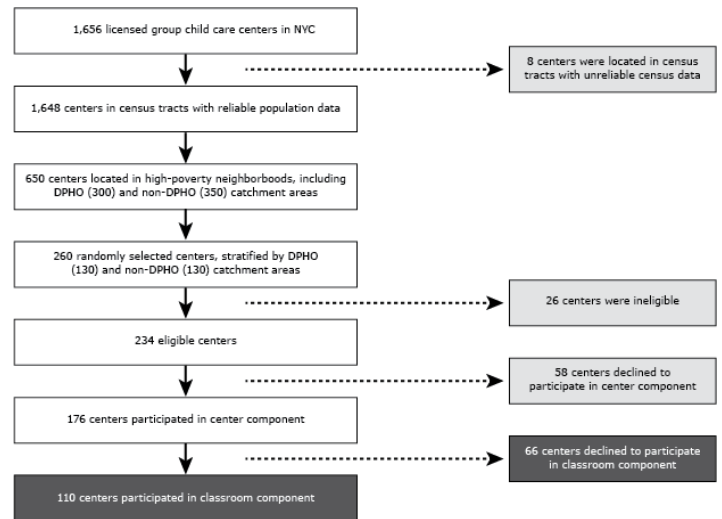 1,656 licensed group child care centers in NYC
8 centers were located in census
tracts with unreliable census data
1,648 centers in census tracts with reliable population data
650 centers located in high-poverty neighborboods, including
DPHO (300) and non-DPHO (350) catchment areas
260 randomly selected centers, stratified by DPHO
(130) and non-DPHO (130) catchment areas
26 centers were ineligible
234 eligible centers
58 centers declined to
participate in center component
176 centers participated in center component
66 centers declined to participate
in classroom component
110 centers participated in classroom component